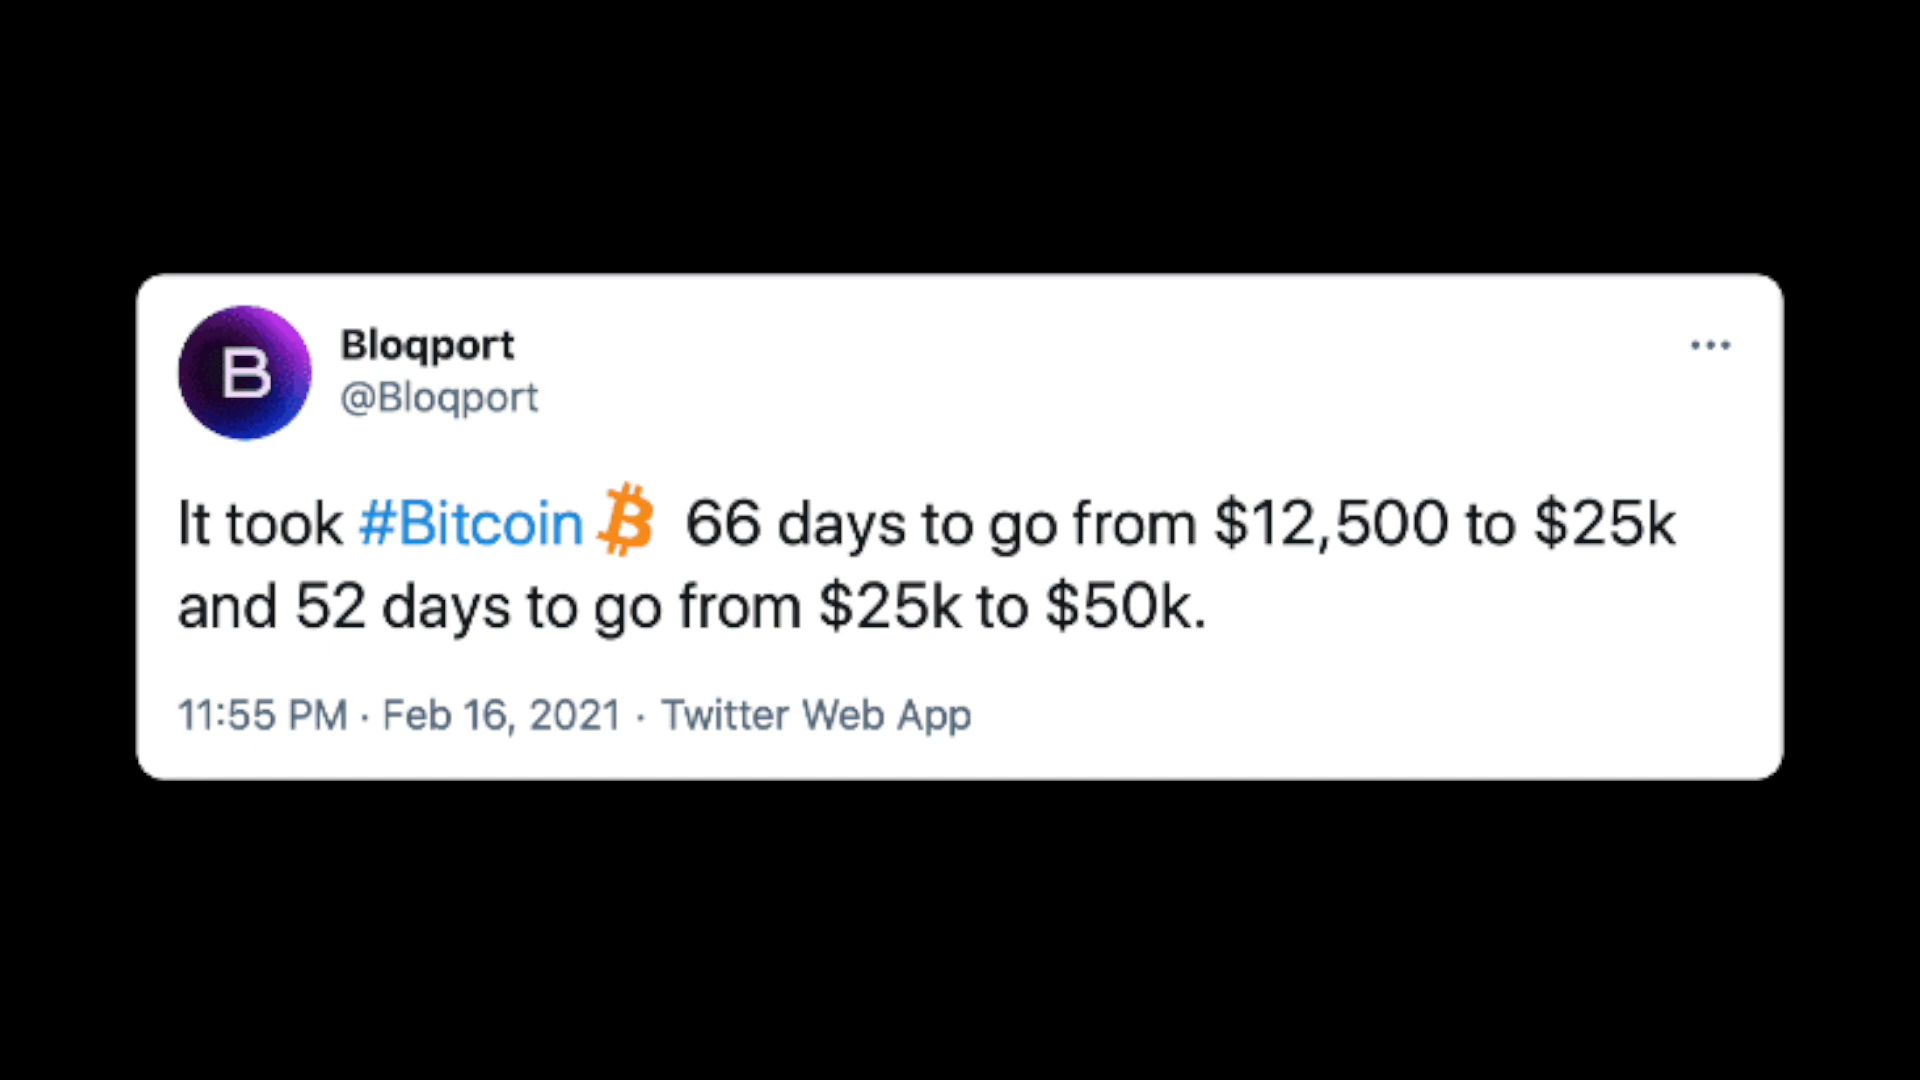 B
Bloqport
@Bloqport
It took #Bitcoin 66 days to go from $12,500 to $25k
and 52 days to go from $25k to $50k.
11:55 PM · Feb 16, 2021 · Twitter Web App